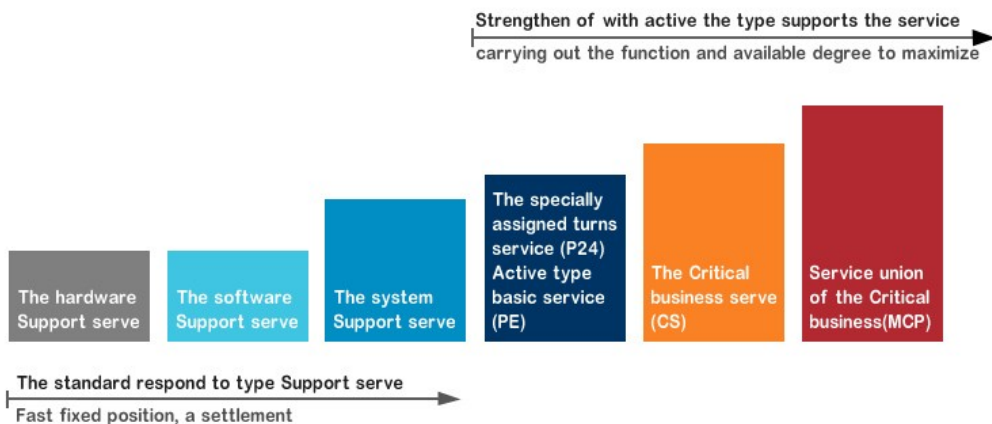 Strengthen of with active the type supports the service
carrying out the function and available degree to maximize
The hardware
Support serve
The software
Support serve
The system
Support serve
The specially
assigned turns
service (P24)
Active type
basic service
(PE)
The Critical
business serve
(CS)
Service union
of the Critical
business(MCP)
The standard respond to type Support serve
Fast fixed position, a settlement